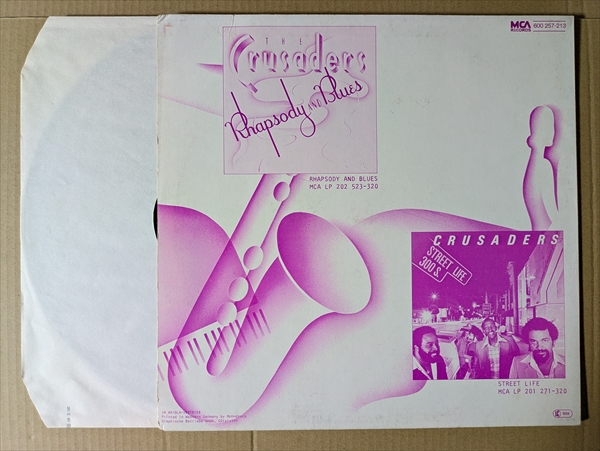 MCA
RECORDS
600 257-213
THE
Crusaders
Rhapsody AND Blues
RHAPSODY AND BLUES
MCA LP 202 523-320
CRUSADERS
STREET LIFE
300 S.
STREET LIFE
MCA LP 201 271-320